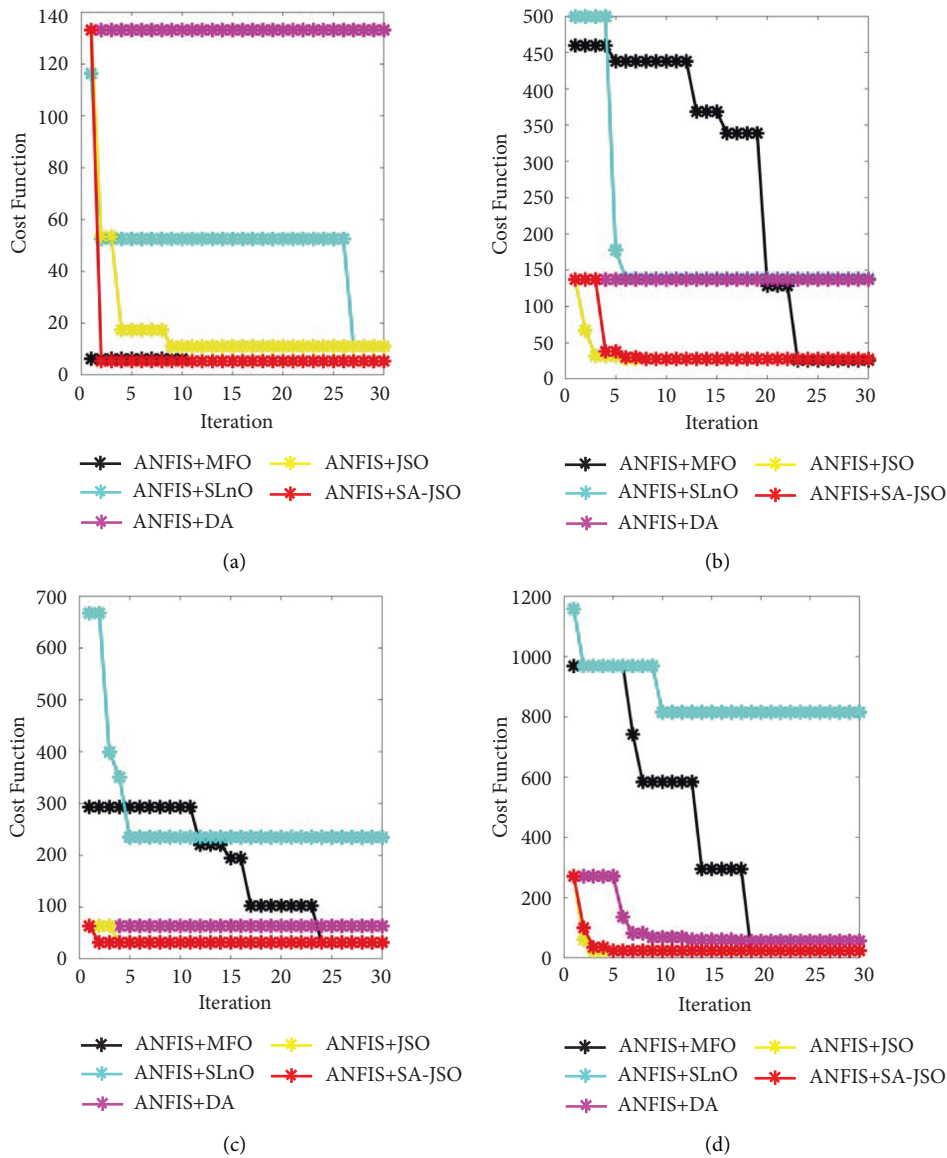 140
120
100
80
60
40
20
0
Cost Function
0 5 10 15 20 25 30
Iteration
ANFIS+MFO
ANFIS+SLnO
ANFIS+DA
ANFIS+JSO
ANFIS+SA-JSO
(a)
500
450
400
350
300
250
200
150
100
50
0
Cost Function
0 5 10 15 20 25 30
Iteration
ANFIS+MFO
ANFIS+SLnO
ANFIS+DA
ANFIS+JSO
ANFIS+SA-JSO
(b)
700
600
500
400
300
200
100
0
Cost Function
0 5 10 15 20 25 30
Iteration
ANFIS+MFO
ANFIS+SLnO
ANFIS+DA
ANFIS+JSO
ANFIS+SA-JSO
(c)
1200
1000
800
600
400
200
0
Cost Function
0 5 10 15 20 25 30
Iteration
ANFIS+MFO
ANFIS+SLnO
ANFIS+DA
ANFIS+JSO
ANFIS+SA-JSO
(d)